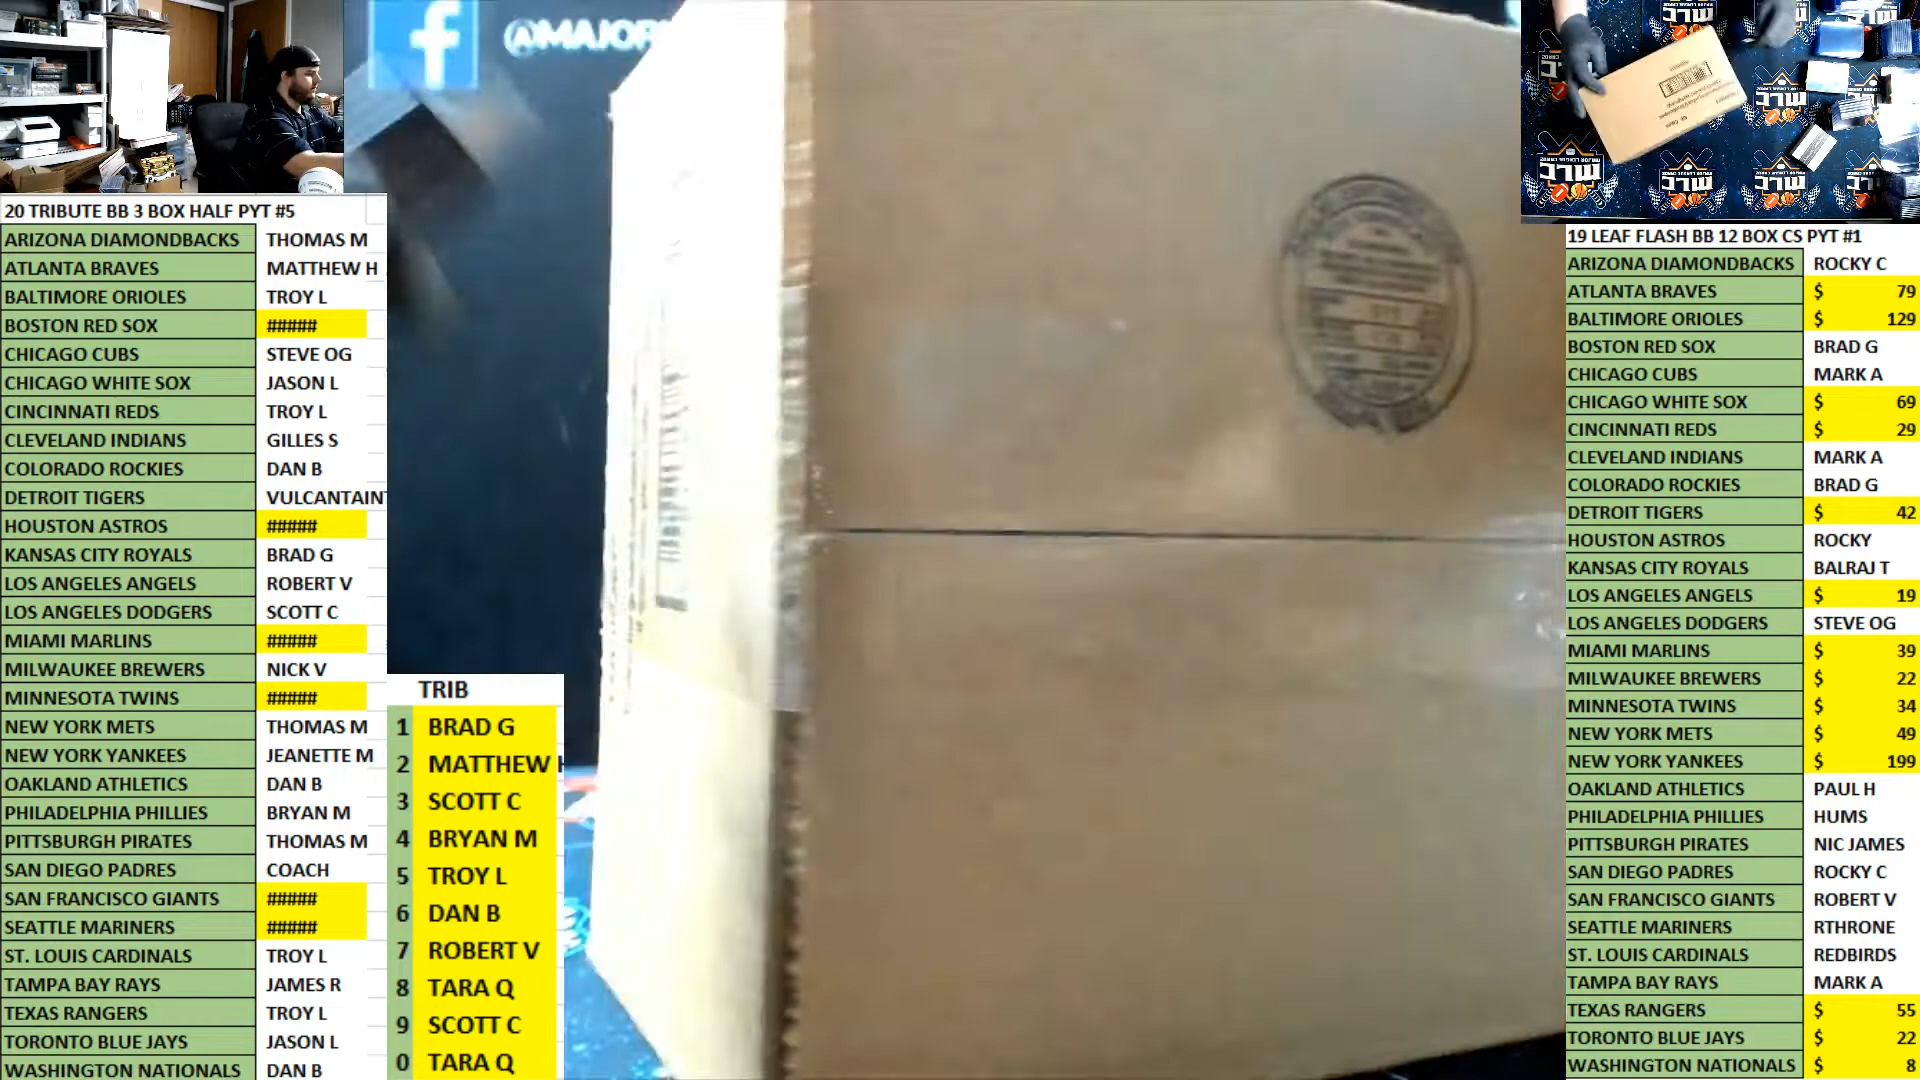 f @MAJOR
20 TRIBUTE BB 3 BOX HALF PYT #5
ARIZONA DIAMONDBACKS THOMAS M
ATLANTA BRAVES MATTHEW H
BALTIMORE ORIOLES TROY L
BOSTON RED SOX #####
CHICAGO CUBS STEVE OG
CHICAGO WHITE SOX JASON L
CINCINNATI REDS TROY L
CLEVELAND INDIANS GILLES S
COLORADO ROCKIES DAN B
DETROIT TIGERS VULCANTAIN
HOUSTON ASTROS #####
KANSAS CITY ROYALS BRAD G
LOS ANGELES ANGELS ROBERT V
LOS ANGELES DODGERS SCOTT C
MIAMI MARLINS #####
MILWAUKEE BREWERS NICK V
MINNESOTA TWINS #####
NEW YORK METS THOMAS M
NEW YORK YANKEES JEANETTE M
OAKLAND ATHLETICS DAN B
PHILADELPHIA PHILLIES BRYAN M
PITTSBURGH PIRATES THOMAS M
SAN DIEGO PADRES COACH
SAN FRANCISCO GIANTS #####
SEATTLE MARINERS #####
ST. LOUIS CARDINALS TROY L
TAMPA BAY RAYS JAMES R
TEXAS RANGERS TROY L
TORONTO BLUE JAYS JASON L
WASHINGTON NATIONALS DAN B
TRIB
1 BRAD G
2 MATTHEW H
3 SCOTT C
4 BRYAN M
5 TROY L
6 DAN B
7 ROBERT V
8 TARA Q
9 SCOTT C
0 TARA Q
MLC
MLC
MLC
MLC
MLC
19 LEAF FLASH BB 12 BOX CS PYT #1
ARIZONA DIAMONDBACKS ROCKY C
ATLANTA BRAVES $ 79
BALTIMORE ORIOLES $ 129
BOSTON RED SOX BRAD G
CHICAGO CUBS MARK A
CHICAGO WHITE SOX $ 69
CINCINNATI REDS $ 29
CLEVELAND INDIANS MARK A
COLORADO ROCKIES BRAD G
DETROIT TIGERS $ 42
HOUSTON ASTROS ROCKY
KANSAS CITY ROYALS BALRAJ T
LOS ANGELES ANGELS $ 19
LOS ANGELES DODGERS STEVE OG
MIAMI MARLINS $ 39
MILWAUKEE BREWERS $ 22
MINNESOTA TWINS $ 34
NEW YORK METS $ 49
NEW YORK YANKEES $ 199
OAKLAND ATHLETICS PAUL H
PHILADELPHIA PHILLIES HUMS
PITTSBURGH PIRATES NIC JAMES
SAN DIEGO PADRES ROCKY C
SAN FRANCISCO GIANTS ROBERT V
SEATTLE MARINERS RTHRONE
ST. LOUIS CARDINALS REDBIRDS
TAMPA BAY RAYS MARK A
TEXAS RANGERS $ 55
TORONTO BLUE JAYS $ 22
WASHINGTON NATIONALS $ 8